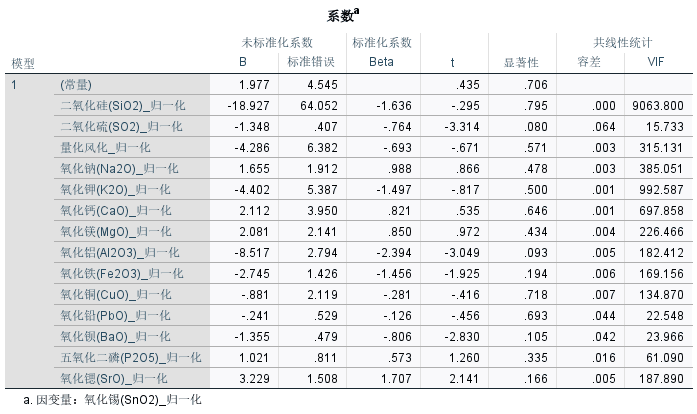 系数a
未标准化系数 标准化系数 共线性统计
模型 B 标准错误 Beta t 显著性 容差 VIF
1 (常量) 1.977 4.545 .435 .706
二氧化硅(SiO2)_归一化 -18.927 64.052 -1.636 -.295 .795 .000 9063.800
二氧化硫(SO2)_归一化 -1.348 .407 -.764 -3.314 .080 .064 15.733
量化风化_归一化 -4.286 6.382 -.693 -.671 .571 .003 315.131
氧化钠(Na2O)_归一化 1.655 1.912 .988 .866 .478 .003 385.051
氧化钾(K2O)_归一化 -4.402 5.387 -1.497 -.817 .500 .001 992.587
氧化钙(CaO)_归一化 2.112 3.950 .821 .535 .646 .001 697.858
氧化镁(MgO)_归一化 2.081 2.141 .850 .972 .434 .004 226.466
氧化铝(Al2O3)_归一化 -8.517 2.794 -2.394 -3.049 .093 .005 182.412
氧化铁(Fe2O3)_归一化 -2.745 1.426 -1.456 -1.925 .194 .006 169.156
氧化铜(CuO)_归一化 -.881 2.119 -.281 -.416 .718 .007 134.870
氧化铅(PbO)_归一化 -.241 .529 -.126 -.456 .693 .044 22.548
氧化钡(BaO)_归一化 -1.355 .479 -.806 -2.830 .105 .042 23.966
五氧化二磷(P2O5)_归一化 1.021 .811 .573 1.260 .335 .016 61.090
氧化锶(SrO)_归一化 3.229 1.508 1.707 2.141 .166 .005 187.890
a. 因变量：氧化锡(SnO2)_归一化